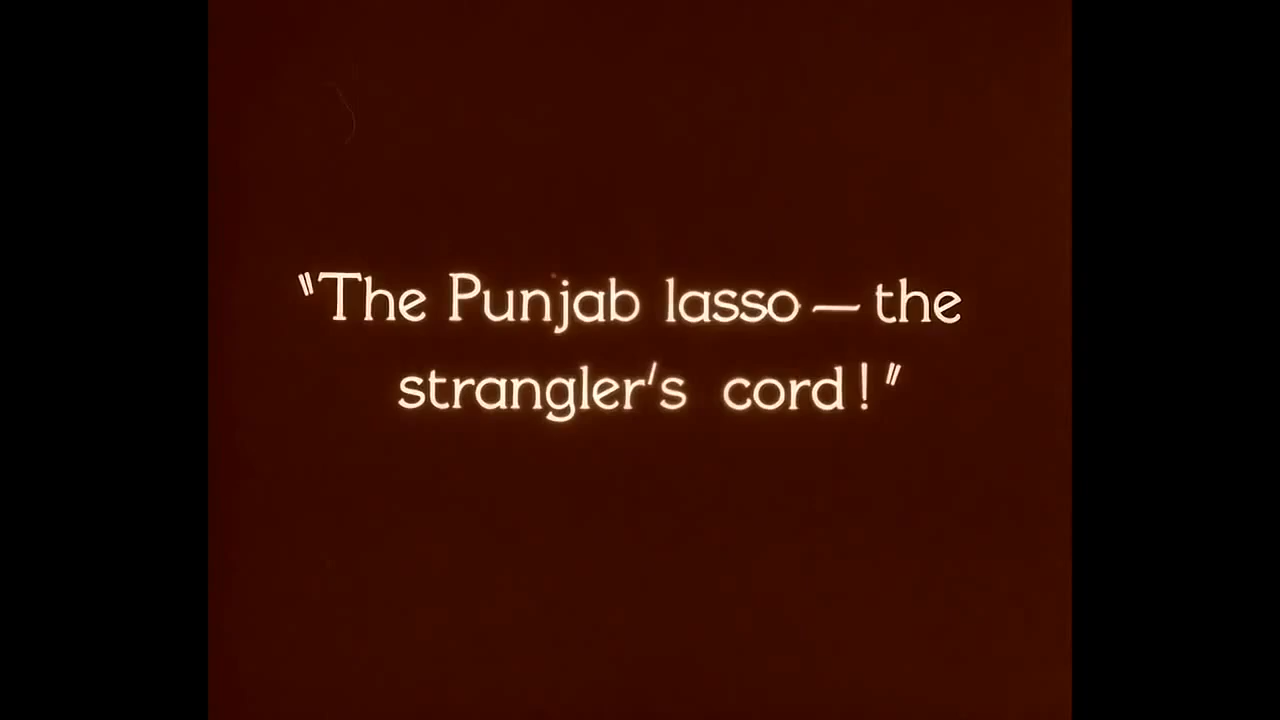 "The Punjab lasso — the
strangler's cord!"